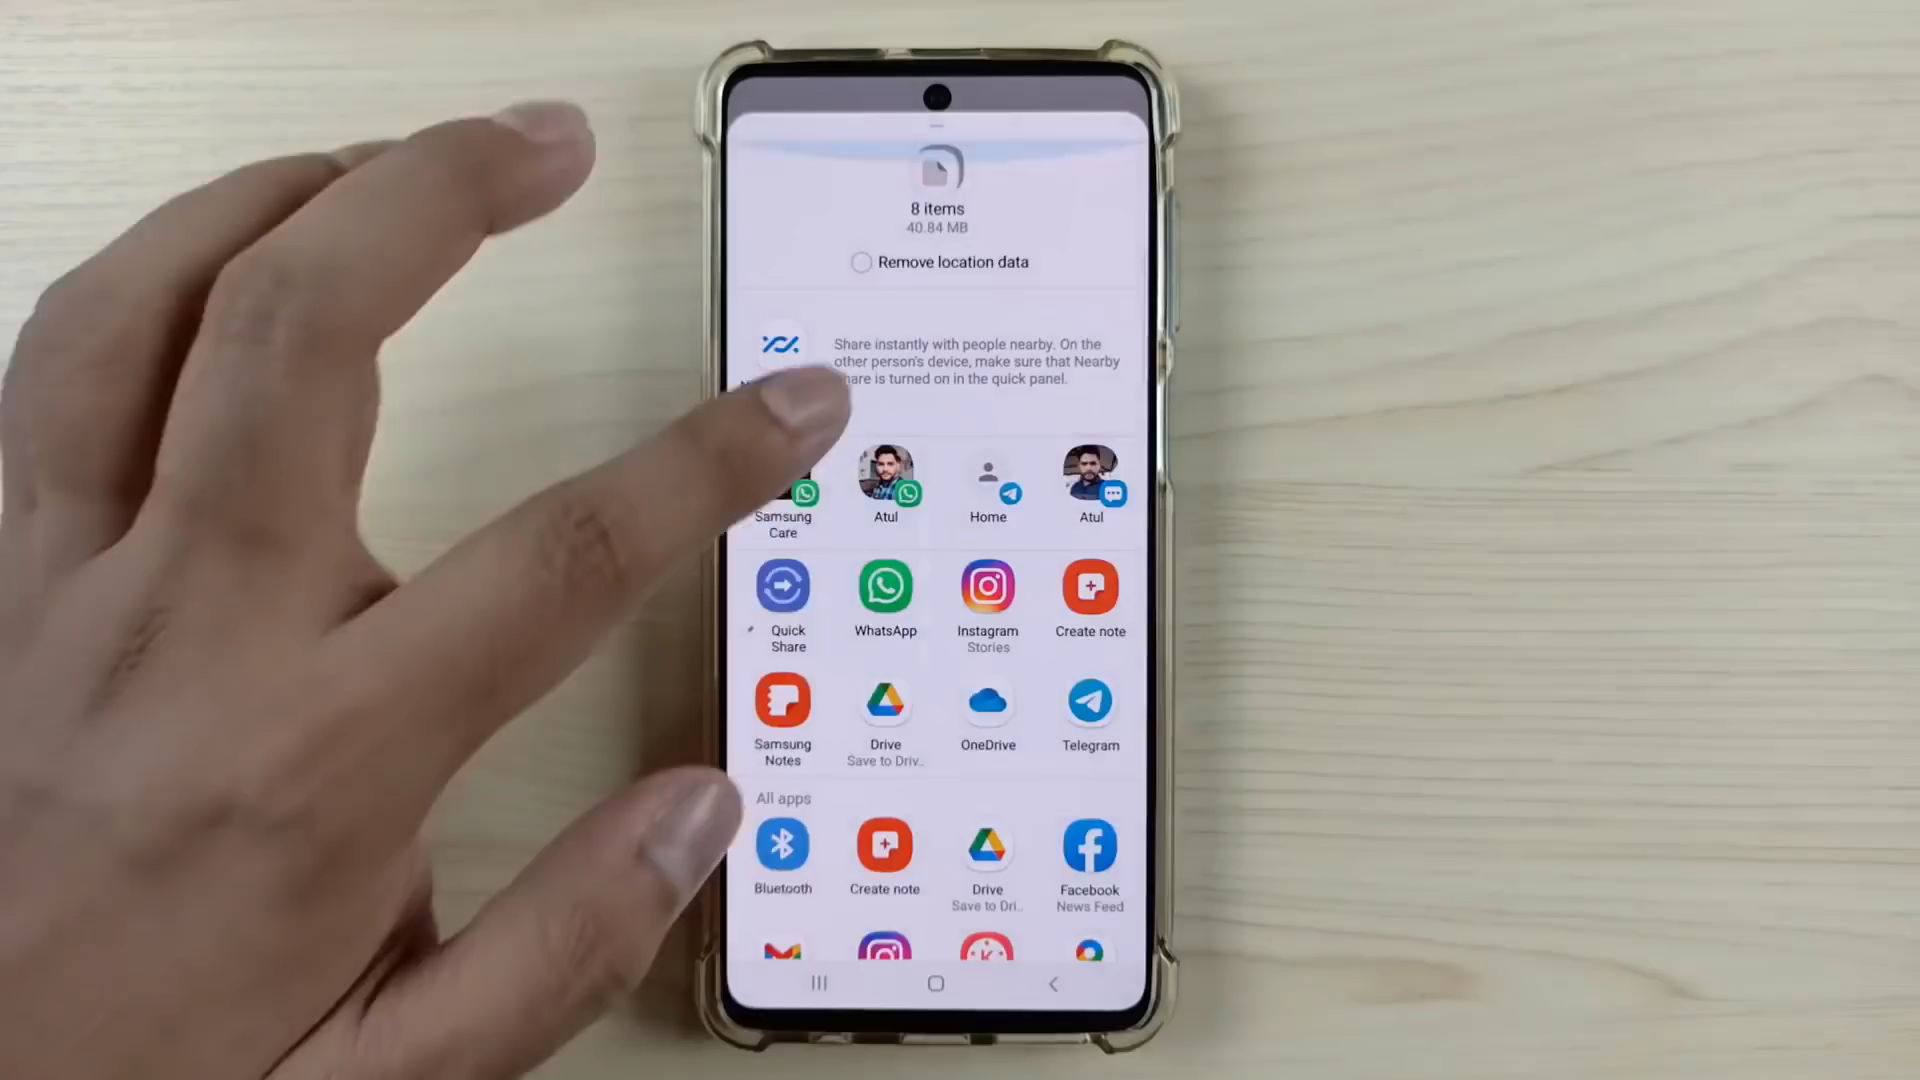 8 items
40.84 MB
Remove location data
Share instantly with people nearby. On the
other person's device, make sure that Nearby
is turned on in the quick panel.
Samsung Care
Atul
Home
Atul
Quick Share
WhatsApp
Instagram
Stories
Create note
Samsung Notes
Drive
Save to Driv..
OneDrive
Telegram
All apps
Bluetooth
Create note
Drive
Save to Dri..
Facebook
News Feed